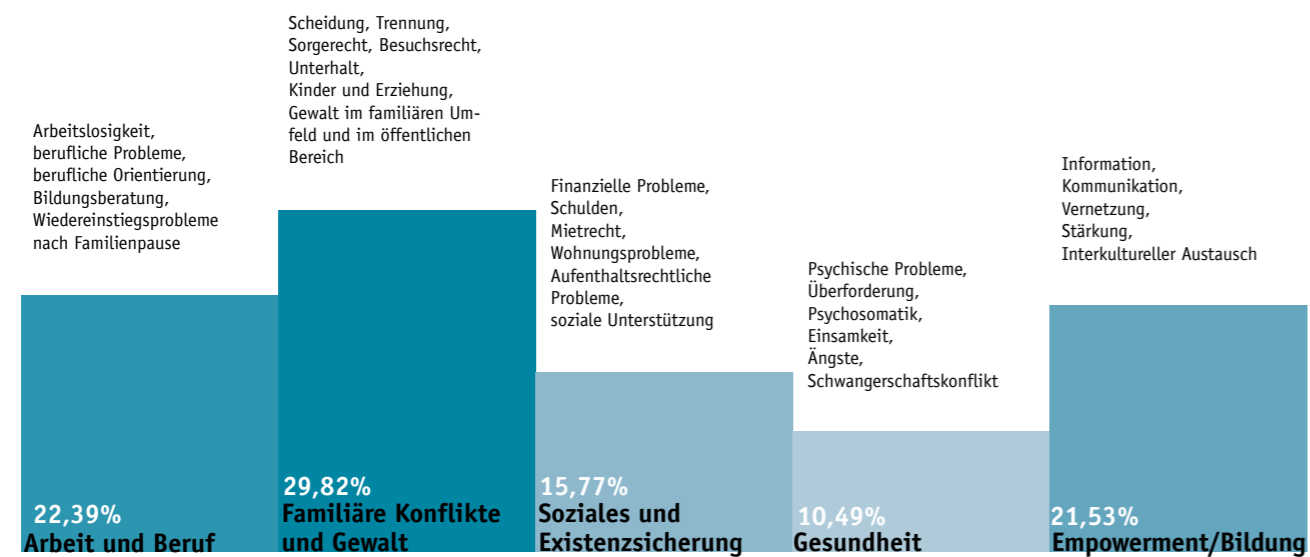 Arbeitslosigkeit,
berufliche Probleme,
berufliche Orientierung,
Bildungsberatung,
Wiedereinstiegsprobleme
nach Familienpause
22,39%
Arbeit und Beruf
Scheidung, Trennung,
Sorgerecht, Besuchsrecht,
Unterhalt,
Kinder und Erziehung,
Gewalt im familiären Um-
feld und im öffentlichen
Bereich
29,82%
Familiäre Konflikte
und Gewalt
Finanzielle Probleme,
Schulden,
Mietrecht,
Wohnungsprobleme,
Aufenthaltsrechtliche
Probleme,
soziale Unterstützung
15,77%
Soziales und
Existenzsicherung
Psychische Probleme,
Überforderung,
Psychosomatik,
Einsamkeit,
Ängste,
Schwangerschaftskonflikt
10,49%
Gesundheit
Information,
Kommunikation,
Vernetzung,
Stärkung,
Interkultureller Austausch
21,53%
Empowerment/Bildung